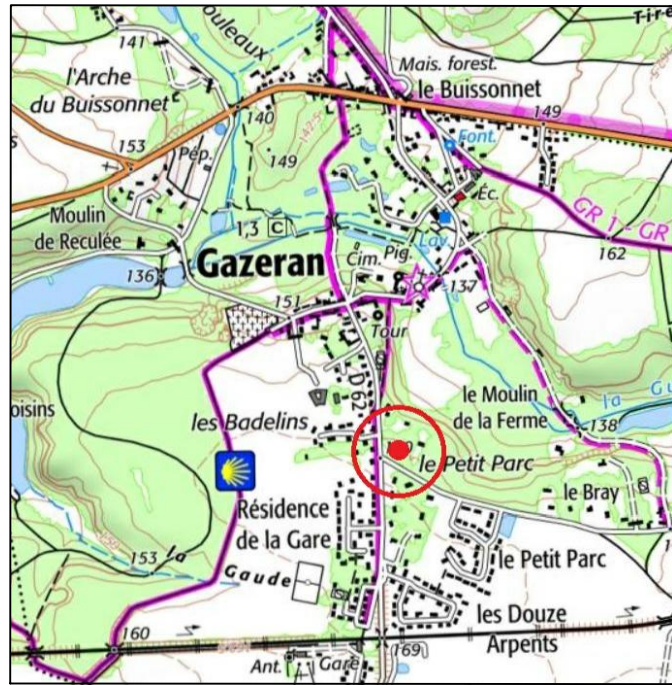 141
l'Arche
du Buissonnet
ouleaux
Mais. forest.
le Buissonnet
Tire
140
149
149
153
Pép.
Font.
Éc.
Moulin
de Reculée
1,3 C
Lav.
GR 1 - GR
162
Cim.
Pig.
Gazeran
136
137
151
Tour
D 62
le Moulin
de la Ferme
la
138
oisins
les Badelins
le Petit Parc
le Bray
Résidence
de la Gare
153
la
Gaude
le Petit Parc
les Douze
Arpents
160
Ant.
Gare
169